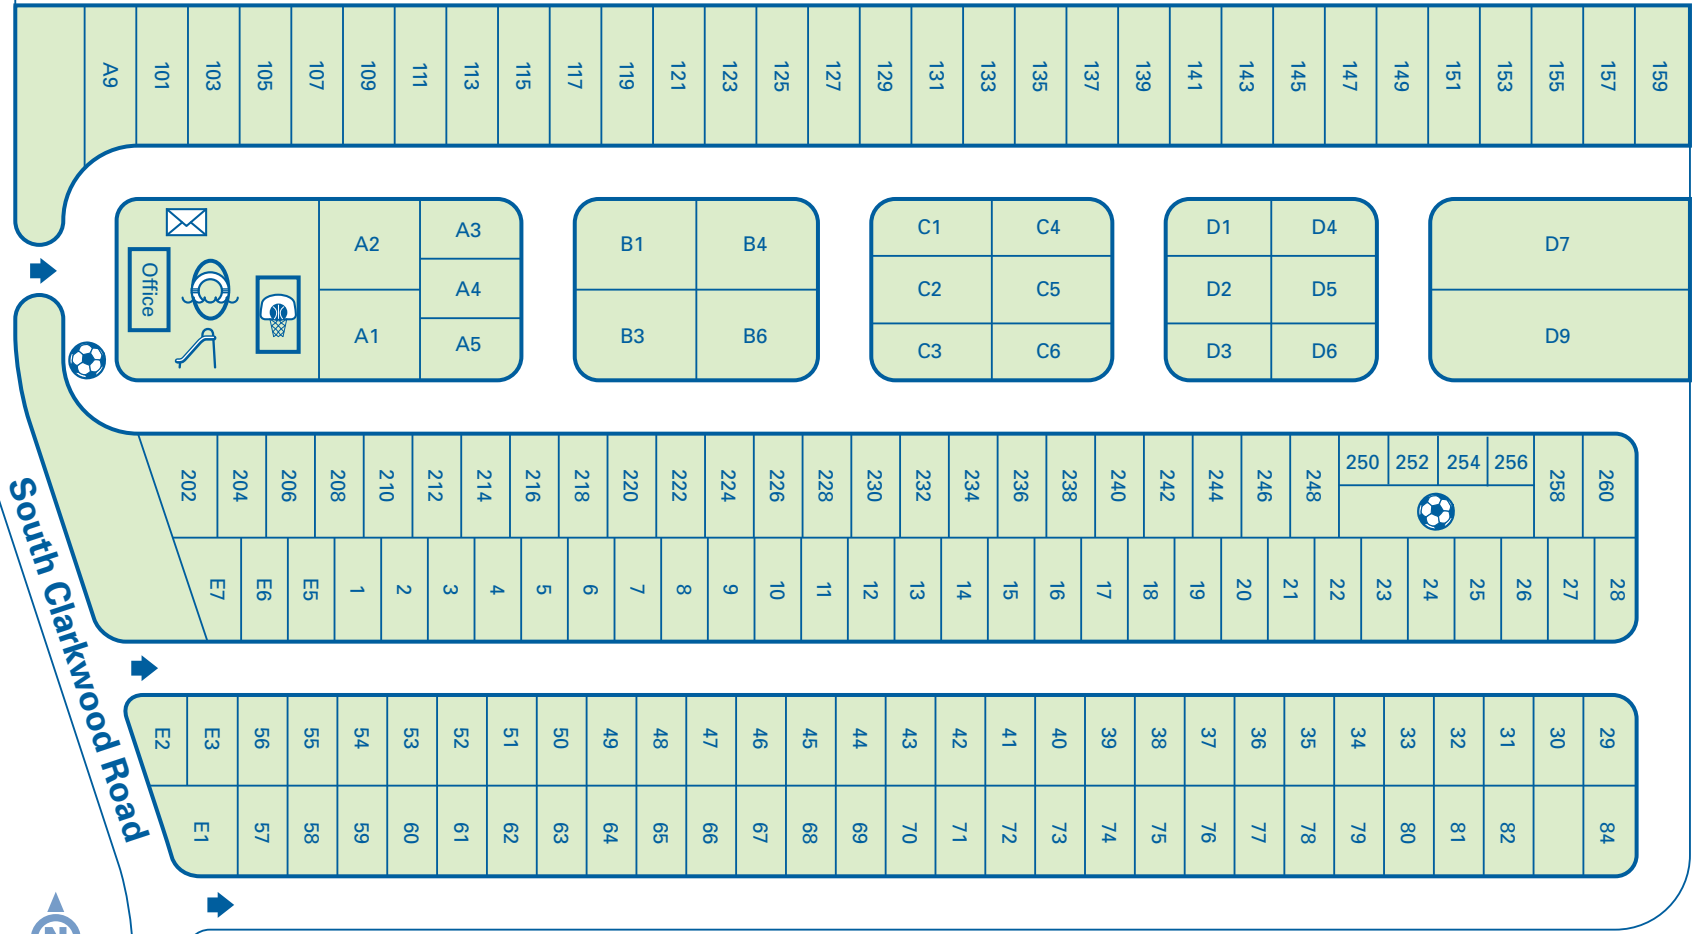 A9 101 103 105 107 109 111 113 115 117 119 121 123 125 127 129 131 133 135 137 139 141 143 145 147 149 151 153 155 157 159
Office
A2 A3
A4
A1 A5
B1 B4
B3 B6
C1 C4
C2 C5
C3 C6
D1 D4
D2 D5
D3 D6
D7
D9
202 204 206 208 210 212 214 216 218 220 222 224 226 228 230 232 234 236 238 240 242 244 246 248 250 252 254 256 258 260
E7 E6 E5 1 2 3 4 5 6 7 8 9 10 11 12 13 14 15 16 17 18 19 20 21 22 23 24 25 26 27 28
South Clarkwood Road
E2 E3 56 55 54 53 52 51 50 49 48 47 46 45 44 43 42 41 40 39 38 37 36 35 34 33 32 31 30 29
E1 57 58 59 60 61 62 63 64 65 66 67 68 69 70 71 72 73 74 75 76 77 78 79 80 81 82 84
N